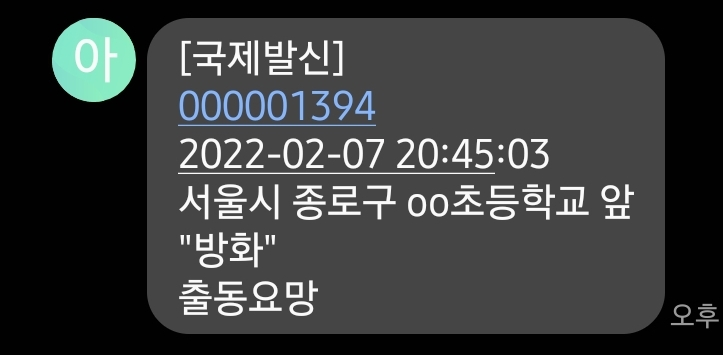 아
[국제발신]
000001394
2022-02-07 20:45:03
서울시 종로구 oo초등학교 앞
"방화"
출동요망
오후